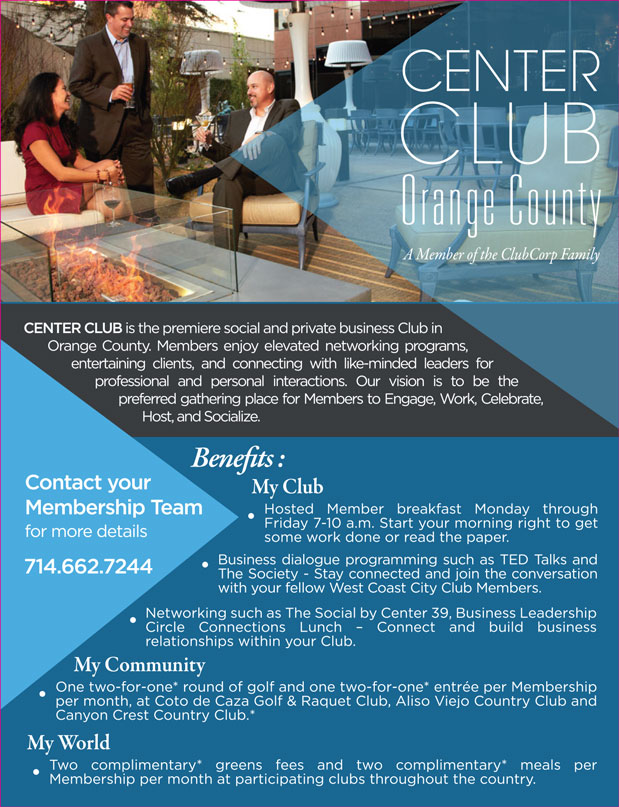 CENTER
CLUB
Orange County
A Member of the ClubCorp Family
CENTER CLUB is the premiere social and private business Club in
Orange County. Members enjoy elevated networking programs,
entertaining clients, and connecting with like-minded leaders for
professional and personal interactions. Our vision is to be the
preferred gathering place for Members to Engage, Work, Celebrate,
Host, and Socialize.
Benefits :
Contact your
Membership Team
for more details
714.662.7244
My Club
• Hosted Member breakfast Monday through
Friday 7-10 a.m. Start your morning right to get
some work done or read the paper.
• Business dialogue programming such as TED Talks and
The Society - Stay connected and join the conversation
with your fellow West Coast City Club Members.
• Networking such as The Social by Center 39, Business Leadership
Circle Connections Lunch – Connect and build business
relationships within your Club.
My Community
• One two-for-one* round of golf and one two-for-one* entrée per Membership
per month, at Coto de Caza Golf & Raquet Club, Aliso Viejo Country Club and
Canyon Crest Country Club.*
My World
• Two complimentary* greens fees and two complimentary* meals per
Membership per month at participating clubs throughout the country.